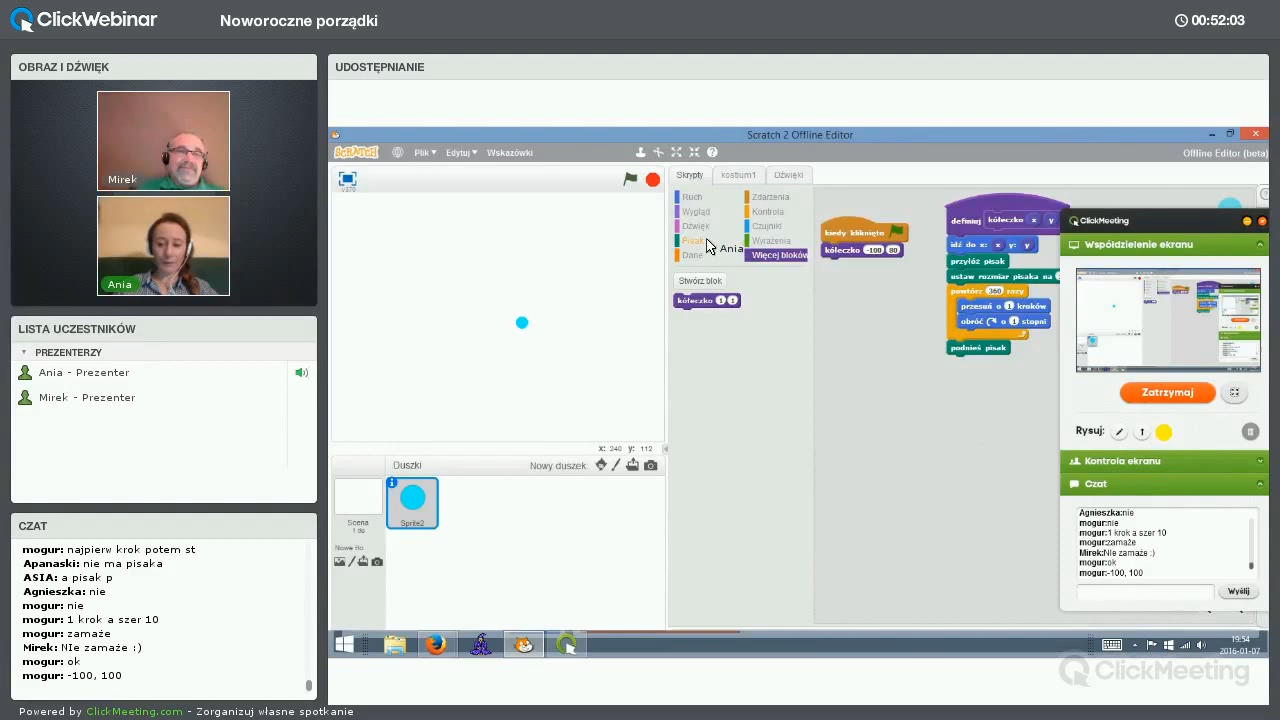 ClickWebinar
Noworoczne porządki
00:52:03
OBRAZ I DŹWIĘK
Mirek
Ania
LISTA UCZESTNIKÓW
PREZENTERZY
Ania - Prezenter
Mirek - Prezenter
CZAT
mogur: najpierw krok potem st
Apanaski: nie ma pisaka
ASIA: a pisak p
Agnieszka: nie
mogur: nie
mogur: 1 krok a szer 10
mogur: zamaże
Mirek: NIe zamaże :)
mogur: ok
mogur: -100, 100
Powered by ClickMeeting.com - Zorganizuj własne spotkanie
UDOSTĘPNIANIE
Scratch 2 Offline Editor
SCRATCH
Plik
Edytuj
Wskazówki
Offline Editor (beta)
Skrypty
kostium1
Dźwięki
Ruch
Wygląd
Dźwięk
Pisak
Dane
Zdarzenia
Kontrola
Czujniki
Wyrażenia
Więcej bloków
Ania
Stwórz blok
kółeczko 1 1
kiedy kliknięto
kółeczko -100 80
definiuj kółeczko x y
idź do x: x y: y
przyłóż pisak
ustaw rozmiar pisaka na
powtórz 360 razy
przesuń o 1 kroków
obróć o 1 stopni
podnieś pisak
x: 240 y: 112
Duszki
Nowy duszek:
Scena
1 tło
Nowe tło
Sprite2
ClickMeeting
Współdzielenie ekranu
Zatrzymaj
Rysuj:
Kontrola ekranu
Czat
Agnieszka:nie
mogur:nie
mogur:1 krok a szer 10
mogur:zamaże
Mirek:NIe zamaże :)
mogur:ok
mogur:-100, 100
Wyślij
19:54
2016-01-07
ClickMeeting